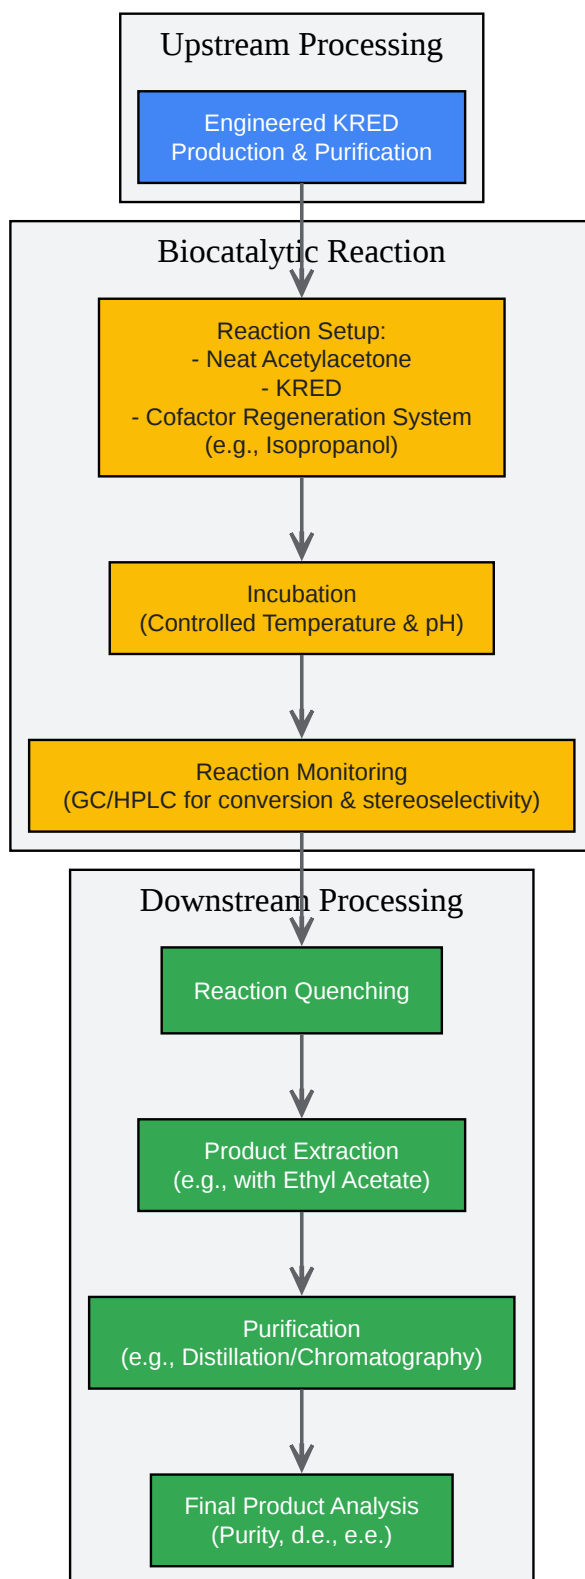 Upstream Processing
Engineered KRED
Production & Purification
Biocatalytic Reaction
Reaction Setup:
- Neat Acetylacetone
- KRED
- Cofactor Regeneration System
(e.g., Isopropanol)
Incubation
(Controlled Temperature & pH)
Reaction Monitoring
(GC/HPLC for conversion & stereoselectivity)
Downstream Processing
Reaction Quenching
Product Extraction
(e.g., with Ethyl Acetate)
Purification
(e.g., Distillation/Chromatography)
Final Product Analysis
(Purity, d.e., e.e.)